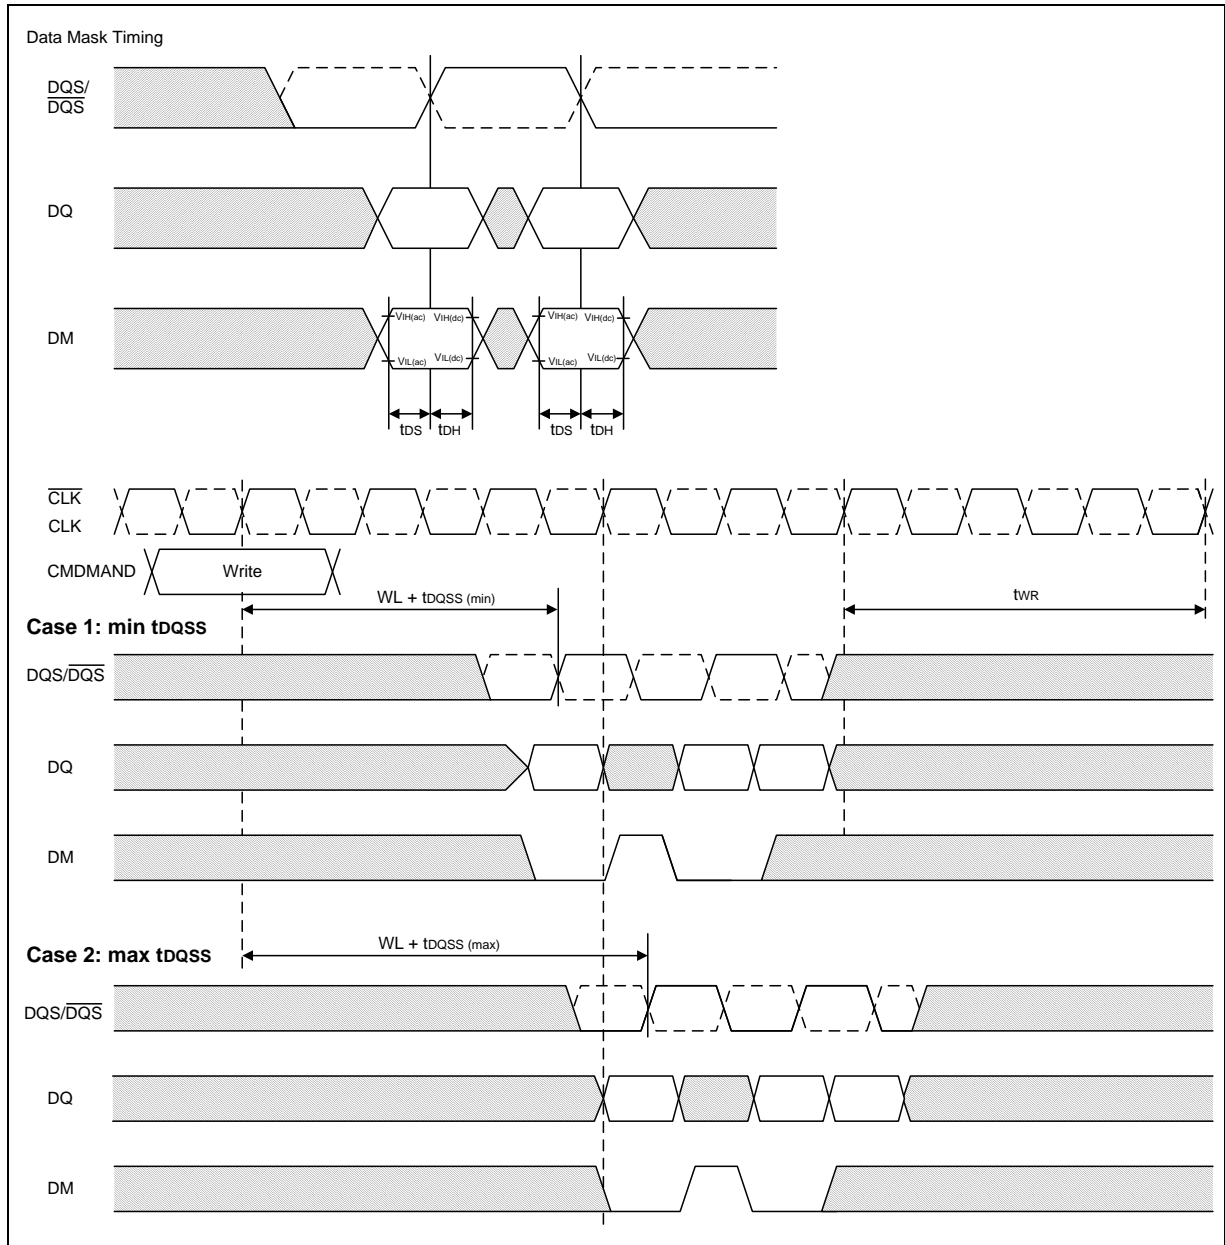 Data Mask Timing
DQS/
DQS
DQ
DM
VIH(ac) VIH(dc) VIH(ac) VIH(dc)
VIL(ac) VIL(dc) VIL(ac) VIL(dc)
tDS tDH tDS tDH
CLK
CLK
CMDMAND Write
WL + tDQSS (min) tWR
Case 1: min tDQSS
DQS/DQS
DQ
DM
Case 2: max tDQSS WL + tDQSS (max)
DQS/DQS
DQ
DM